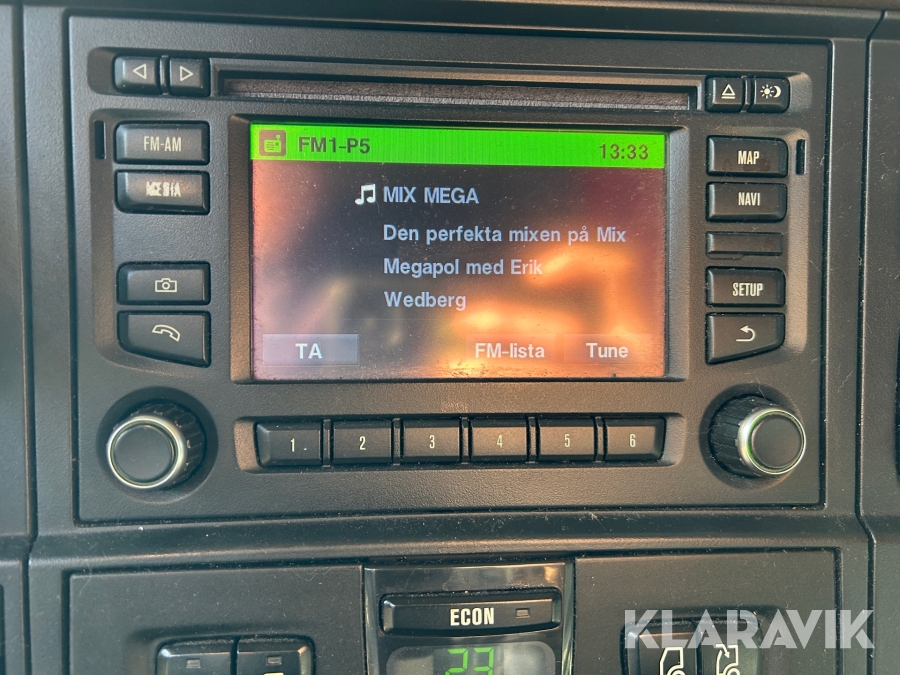 FM-AM
MEDIA
FM1-P5
13:33
MIX MEGA
Den perfekta mixen på Mix
Megapol med Erik
Wedberg
TA
FM-lista
Tune
MAP
NAVI
SETUP
1
2
3
4
5
6
ECON
23
KLARAVIK